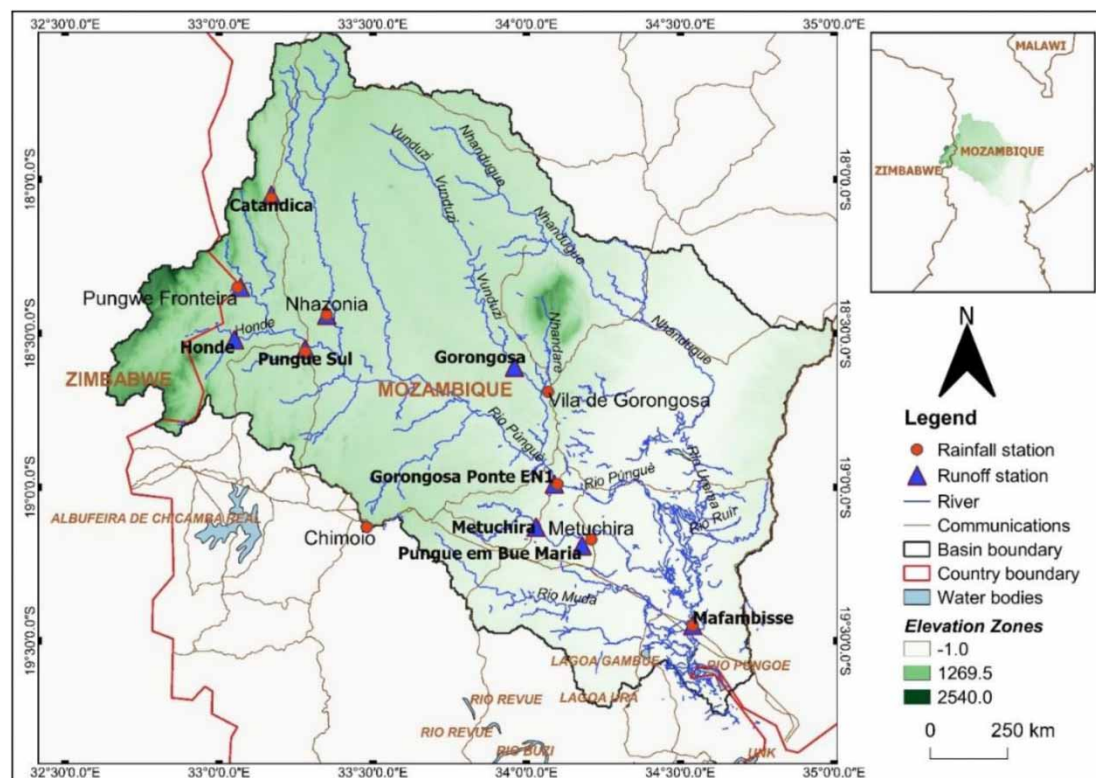 32°30'0.0"E 33°0'0.0"E 33°30'0.0"E 34°0'0.0"E 34°30'0.0"E 35°0'0.0"E
18°0'0.0"S
18°30'0.0"S
19°0'0.0"S
19°30'0.0"S
Vunduzi
Nhandugue
Vunduzi
Catandica
Nhandugue
Pungwe Fronteira
Nhazonia
Vunduzi
Honde
Nhandare
Nhandugue
Honde
Pungue Sul
Gorongosa
ZIMBABWE
MOZAMBIQUE
Vila de Gorongosa
Rio Púngue
Gorongosa Ponte EN1
Rio Púnguè
Rio Urema
ALBUFEIRA DE CHICAMBA REAL
Chimoio
Metuchira
Metuchira
Rio Ruir
Pungue em Bue Maria
Rio Muda
Mafambisse
LAGOA GAMBUE
RIO PUNGOE
RIO REVUE
LAGOA URA
RIO REVUE
RIO BUZI
UNK
18°0'0.0"S
18°30'0.0"S
19°0'0.0"S
19°30'0.0"S
32°30'0.0"E 33°0'0.0"E 33°30'0.0"E 34°0'0.0"E 34°30'0.0"E 35°0'0.0"E
MALAWI
MOZAMBIQUE
ZIMBABWE
N
Legend
Rainfall station
Runoff station
River
Communications
Basin boundary
Country boundary
Water bodies
Elevation Zones
-1.0
1269.5
2540.0
0 250 km